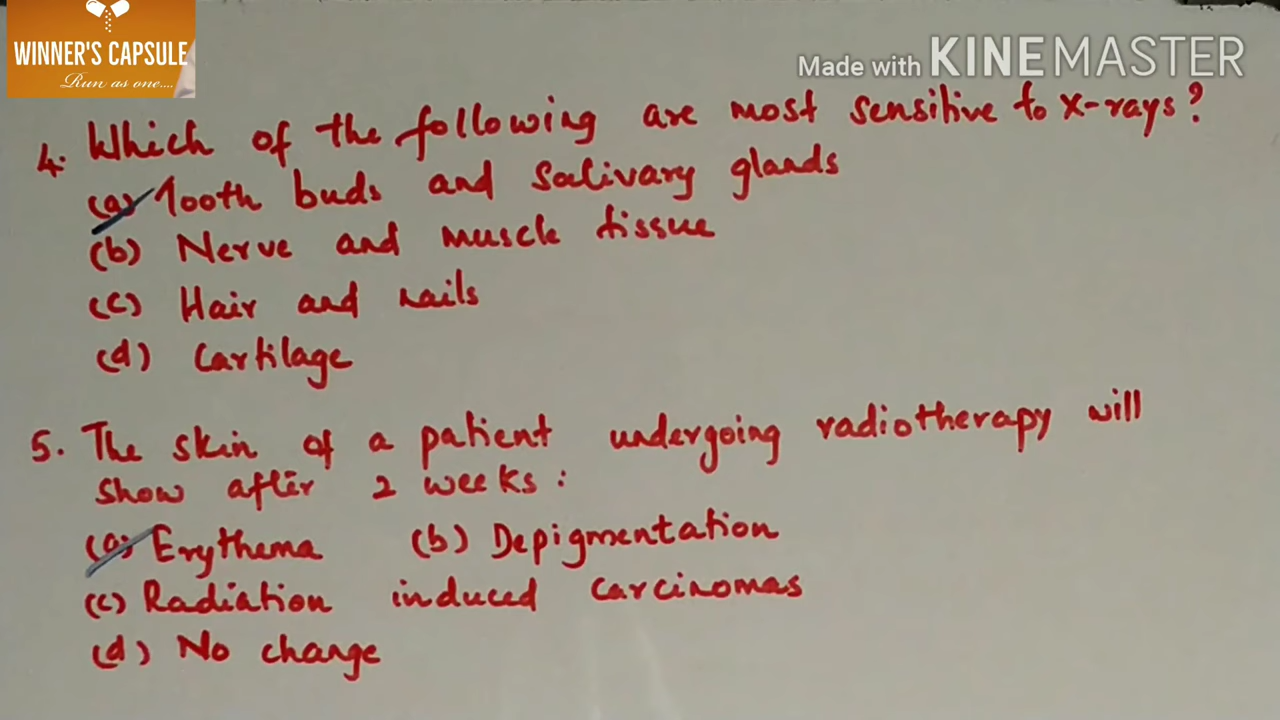 WINNER'S CAPSULE
Run as one....
Made with KINEMASTER
4. Which of the following are most sensitive to x-rays?
(a) Tooth buds and Salivary glands
(b) Nerve and muscle tissue
(c) Hair and nails
(d) Cartilage
5. The skin of a patient undergoing radiotherapy will
show after 2 weeks:
(a) Erythema (b) Depigmentation
(c) Radiation induced carcinomas
(d) No change